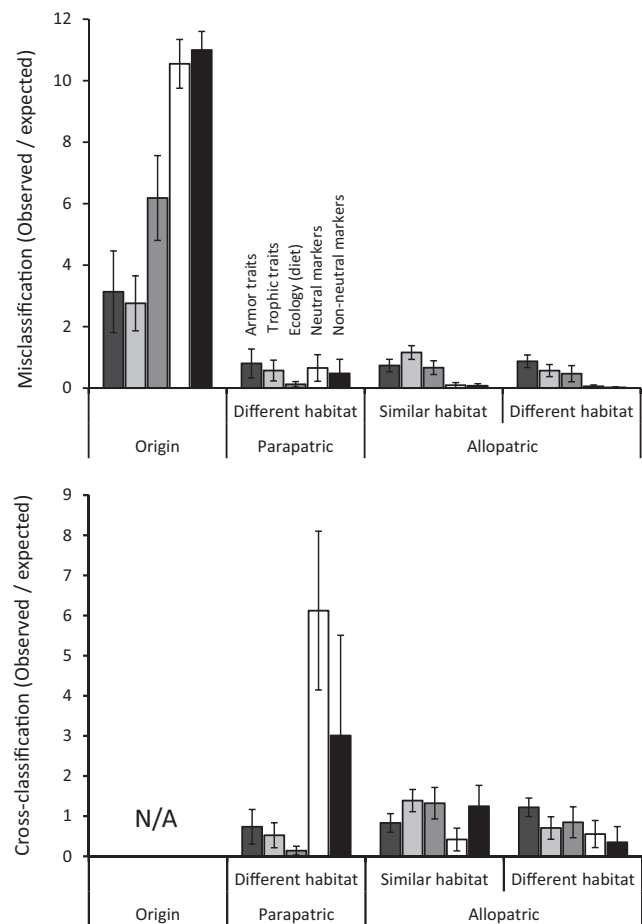 Misclassification (Observed / expected)
12
10
8
6
4
2
0
Armor traits
Trophic traits
Ecology (diet)
Neutral markers
Non-neutral markers
Different habitat Similar habitat Different habitat
Origin Parapatric Allopatric
Cross-classification (Observed / expected)
9
8
7
6
5
4
3
2
1
0
N/A
Different habitat Similar habitat Different habitat
Origin Parapatric Allopatric